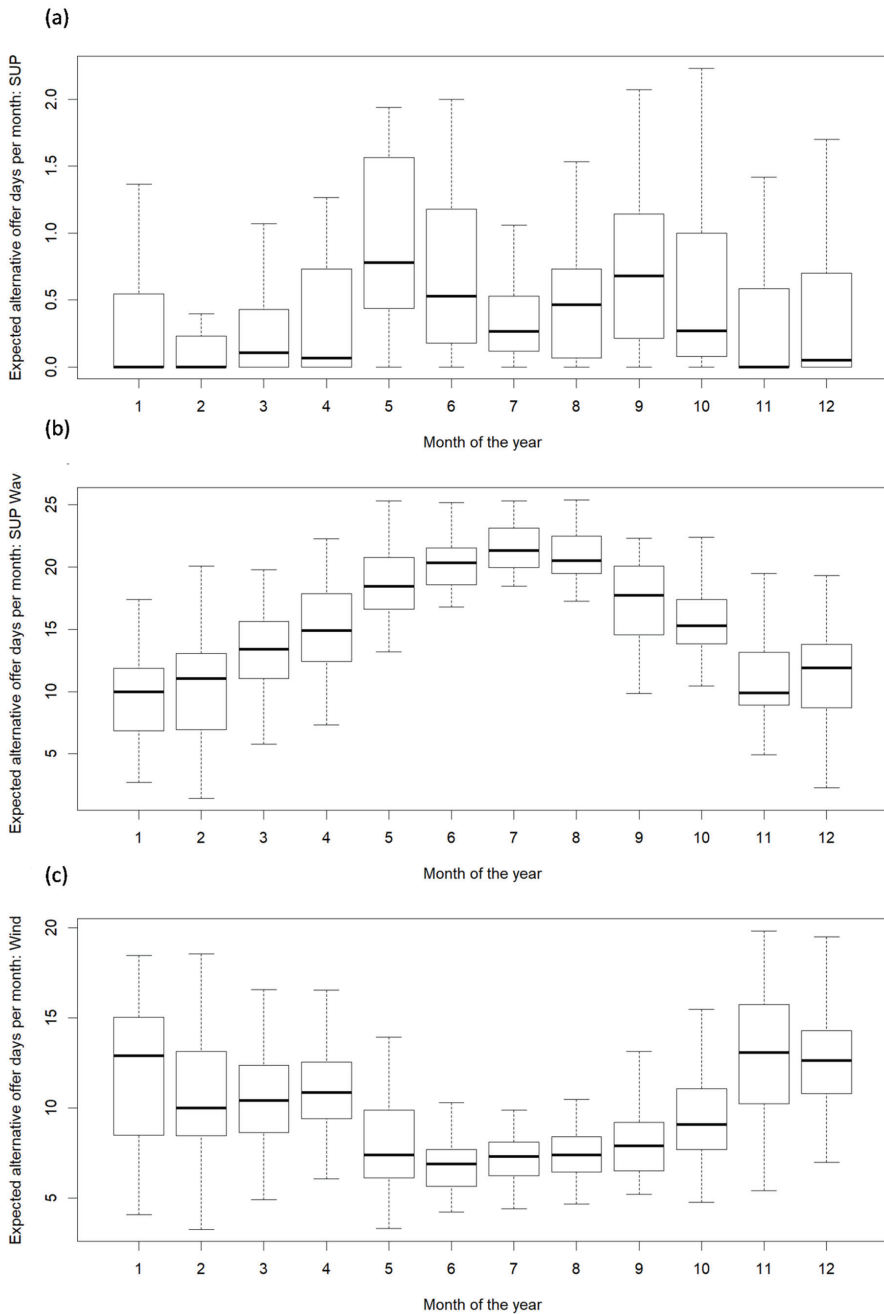 (a)
Expected alternative offer days per month: SUP
2.0
1.5
1.0
0.5
0.0
1 2 3 4 5 6 7 8 9 10 11 12
Month of the year
(b)
Expected alternative offer days per month: SUP Wav
25
20
15
10
5
1 2 3 4 5 6 7 8 9 10 11 12
Month of the year
(c)
Expected alternative offer days per month: Wind
20
15
10
5
1 2 3 4 5 6 7 8 9 10 11 12
Month of the year